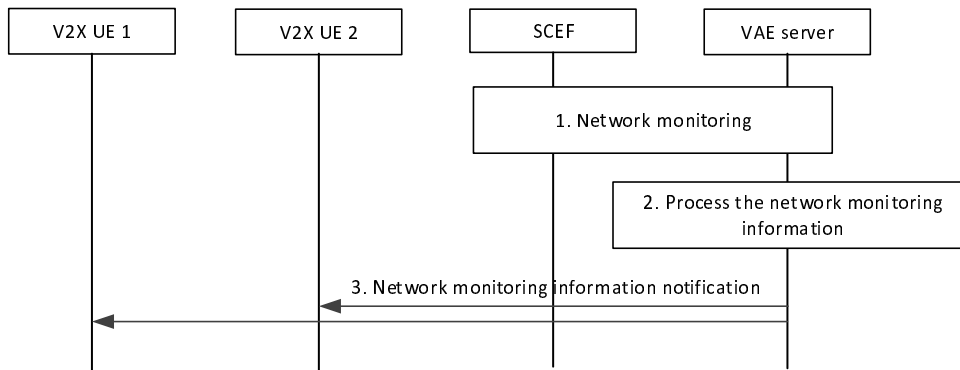 V2X UE 1
V2X UE 2
SCEF
VAE server
1. Network monitoring
2. Process the network monitoring
information
3. Network monitoring information notification